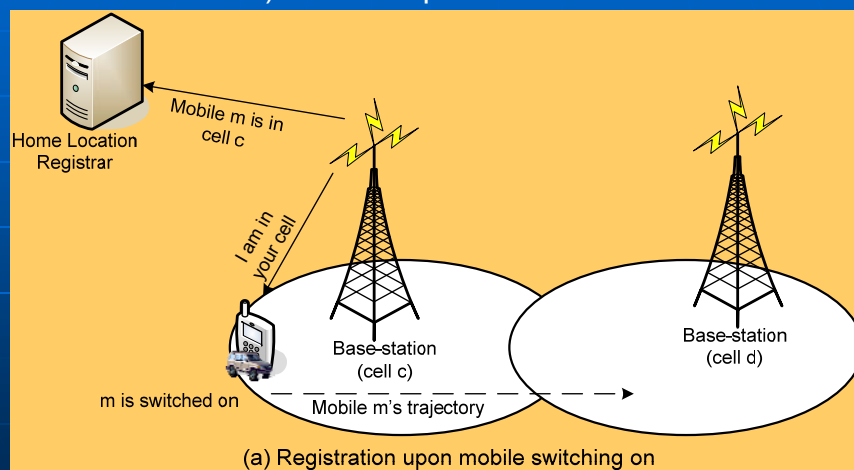 Mobile m is in
cell c
Home Location
Registrar
I am in
your cell
Base-station
(cell c)
Base-station
(cell d)
m is switched on
Mobile m's trajectory
(a) Registration upon mobile switching on